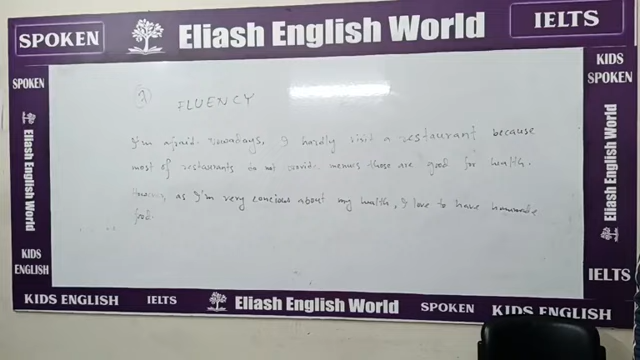 SPOKEN Eliash English World IELTS
SPOKEN
KIDS SPOKEN
Eliash English World
Eliash English World
FLUENCY
I'm afraid. Nowadays, I hardly visit a restaurant because
most of restaurants do not provide menus those are good for health.
However, as I'm very concious about my health, I love to have homemade
food.
KIDS ENGLISH
IELTS
KIDS ENGLISH IELTS Eliash English World SPOKEN KIDS ENGLISH